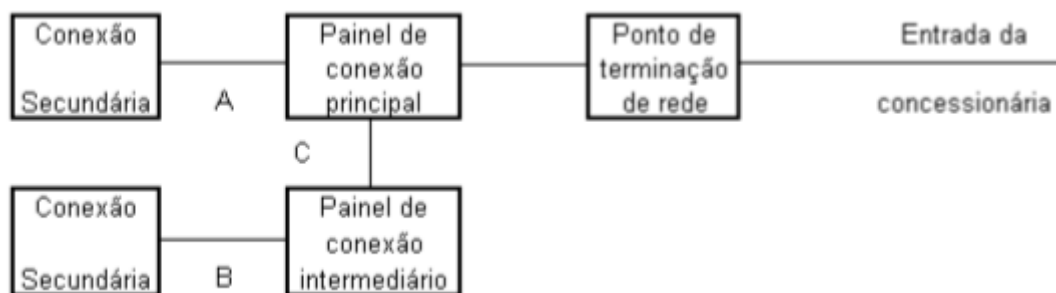 Conexão
Secundária
A
Painel de
conexão
principal
Ponto de
terminação
de rede
Entrada da
concessionária
C
Conexão
Secundária
B
Painel de
conexão
intermediário